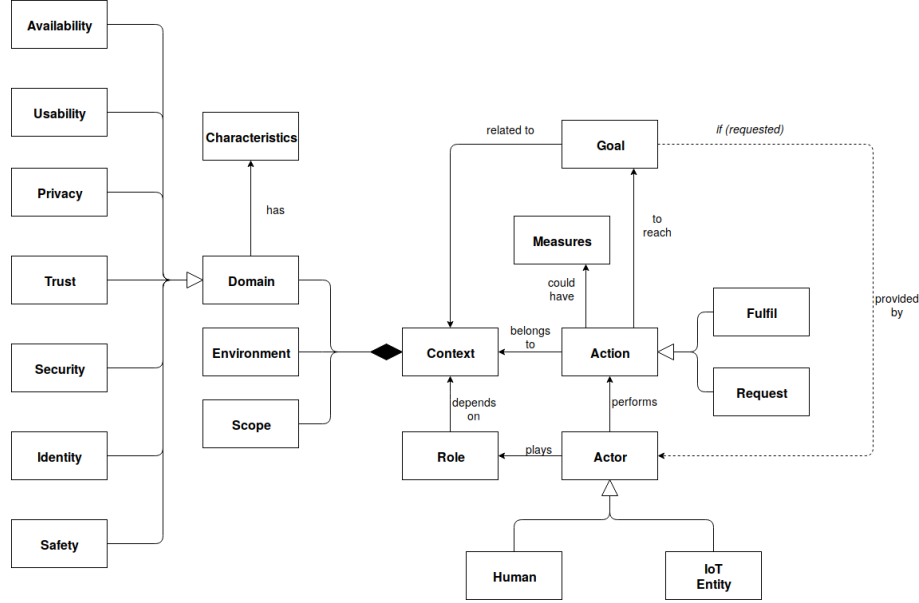 Availability
Usability
Privacy
Trust
Security
Identity
Safety
Characteristics
has
Domain
Environment
Scope
related to
Goal
if (requested)
to
reach
Measures
could
have
provided
by
Fulfil
belongs
to
Context
Action
Request
depends
on
performs
Role
plays
Actor
Human
IoT
Entity